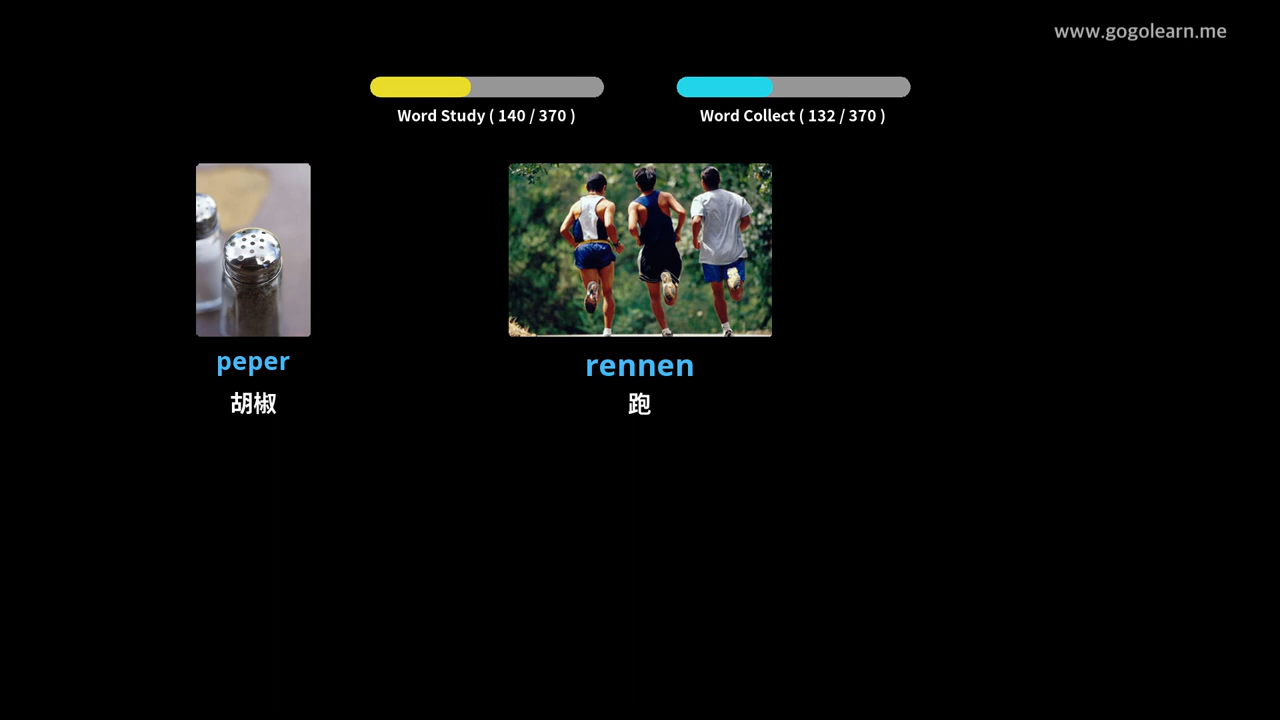 www.gogolearn.me
Word Study ( 140 / 370 )
Word Collect ( 132 / 370 )
peper
胡椒
rennen
跑